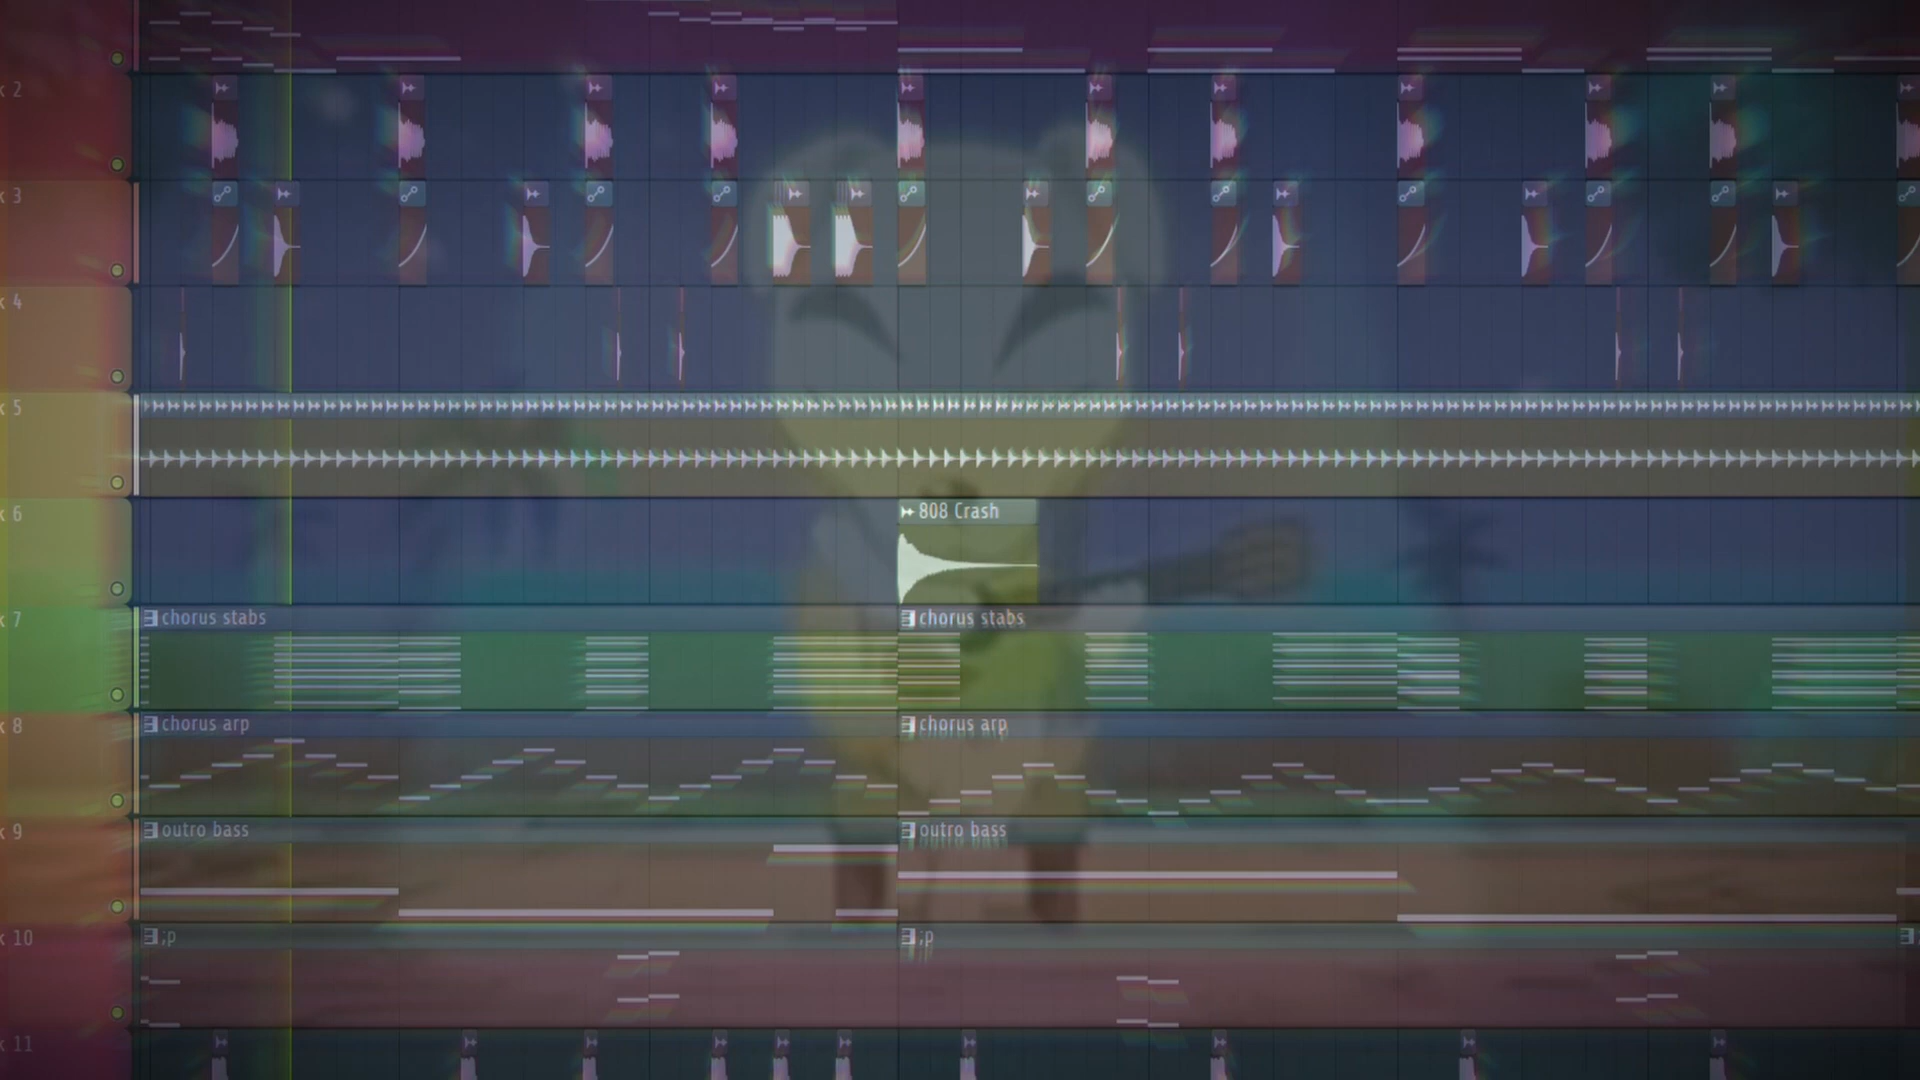 k 2
k 3
k 4
k 5
k 6
808 Crash
k 7
chorus stabs
chorus stabs
k 8
chorus arp
chorus arp
k 9
outro bass
outro bass
k 10
;p
;p
k 11